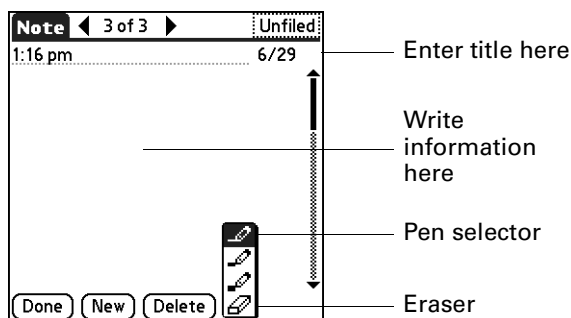 Note 3 of 3 Unfiled
1:16 pm 6/29
Enter title here
Write
information
here
Pen selector
Done New Delete
Eraser